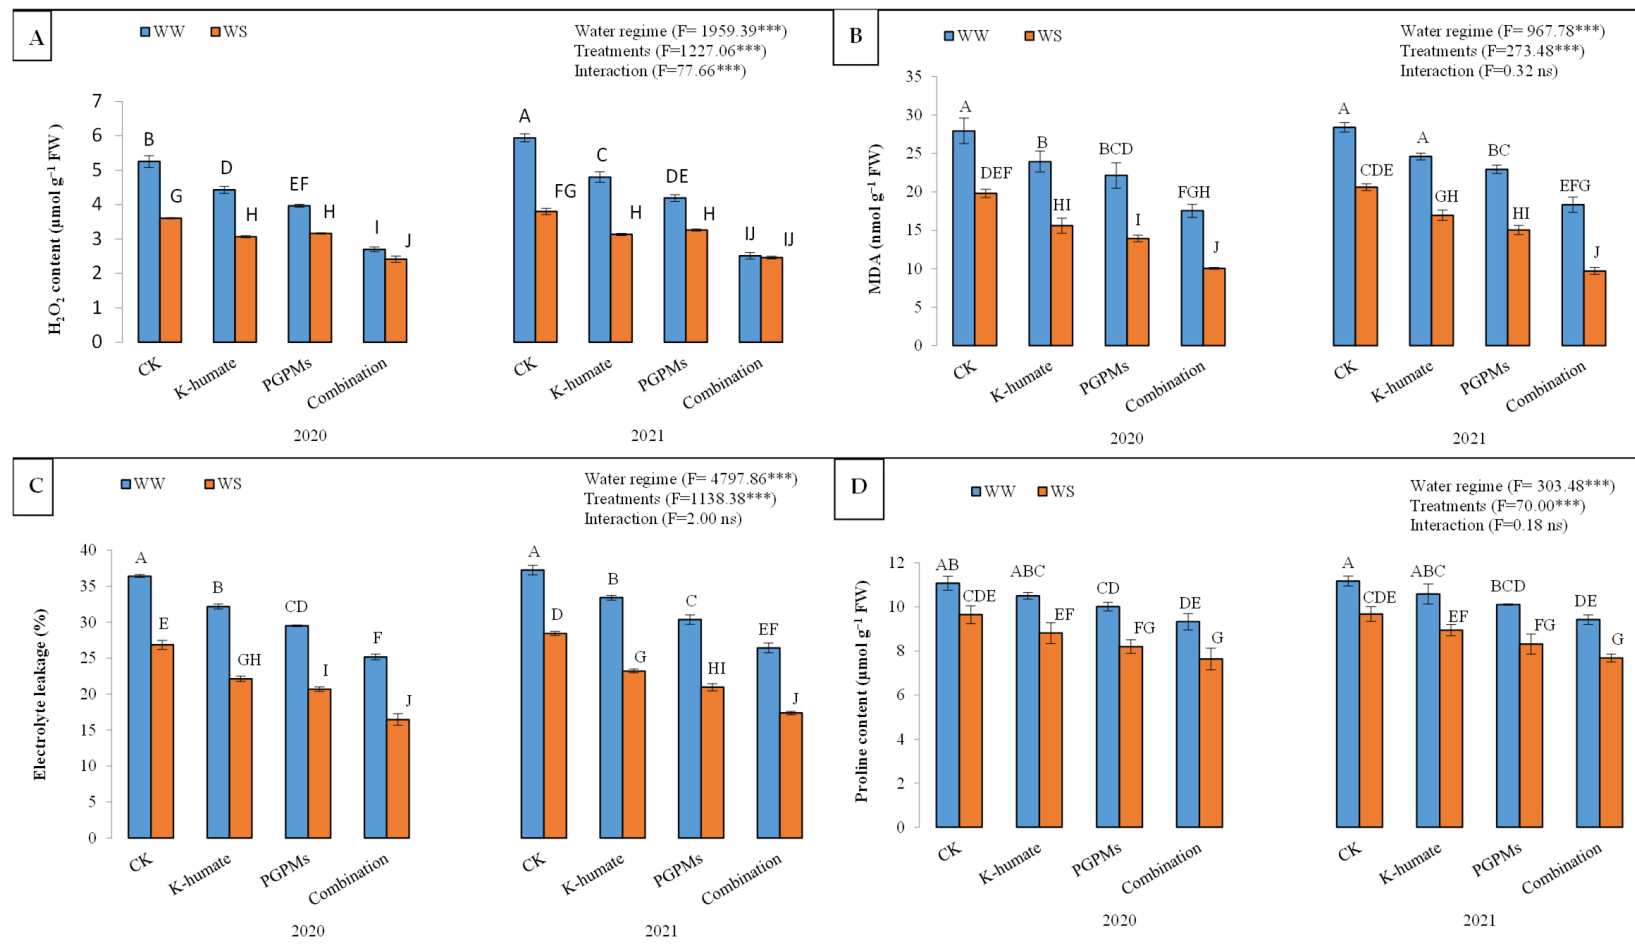 A
WW
WS
Water regime (F= 1959.39***)
Treatments (F=1227.06***)
Interaction (F=77.66***)
H₂O₂ content (µmol g⁻¹ FW )
7
6
5
4
3
2
1
0
B
G
D
H
EF
H
I
J
A
FG
C
H
DE
H
IJ
IJ
CK
K-humate
PGPMs
Combination
CK
K-humate
PGPMs
Combination
2020
2021
B
WW
WS
Water regime (F= 967.78***)
Treatments (F=273.48***)
Interaction (F=0.32 ns)
MDA (nmol g⁻¹ FW)
35
30
25
20
15
10
5
0
A
DEF
B
HI
BCD
I
FGH
J
A
CDE
A
GH
BC
HI
EFG
J
CK
K-humate
PGPMs
Combination
CK
K-humate
PGPMs
Combination
2020
2021
C
WW
WS
Water regime (F= 4797.86***)
Treatments (F=1138.38***)
Interaction (F=2.00 ns)
Electrolyte leakage (%)
40
35
30
25
20
15
10
5
0
A
E
B
GH
CD
I
F
J
A
D
B
G
C
HI
EF
J
CK
K-humate
PGPMs
Combination
CK
K-humate
PGPMs
Combination
2020
2021
D
WW
WS
Water regime (F= 303.48***)
Treatments (F=70.00***)
Interaction (F=0.18 ns)
Proline content (µmol g⁻¹ FW)
12
10
8
6
4
2
0
AB
CDE
ABC
EF
CD
FG
DE
G
A
CDE
ABC
EF
BCD
FG
DE
G
CK
K-humate
PGPMs
Combination
CK
K-humate
PGPMs
Combination
2020
2021